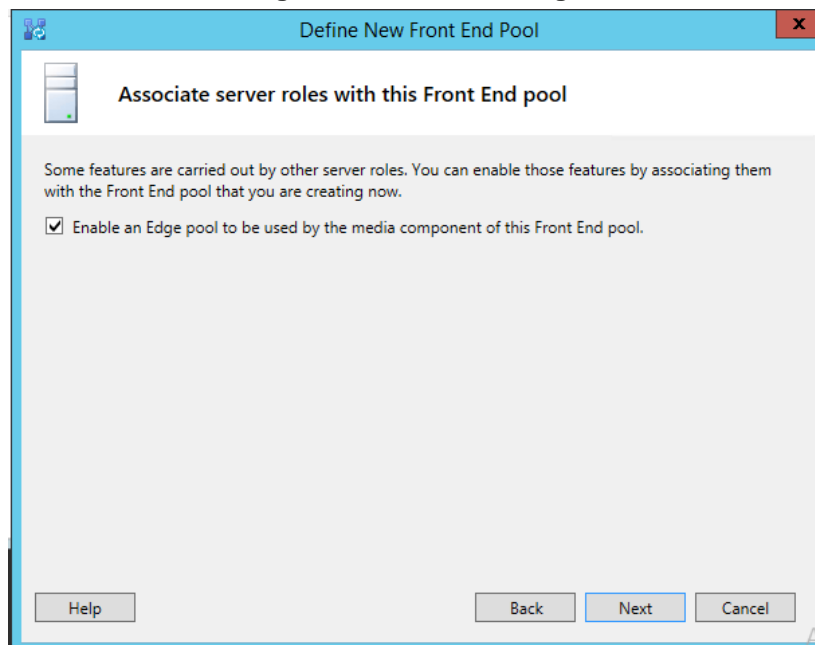 Define New Front End Pool
x
Associate server roles with this Front End pool
Some features are carried out by other server roles. You can enable those features by associating them
with the Front End pool that you are creating now.
Enable an Edge pool to be used by the media component of this Front End pool.
Help Back Next Cancel